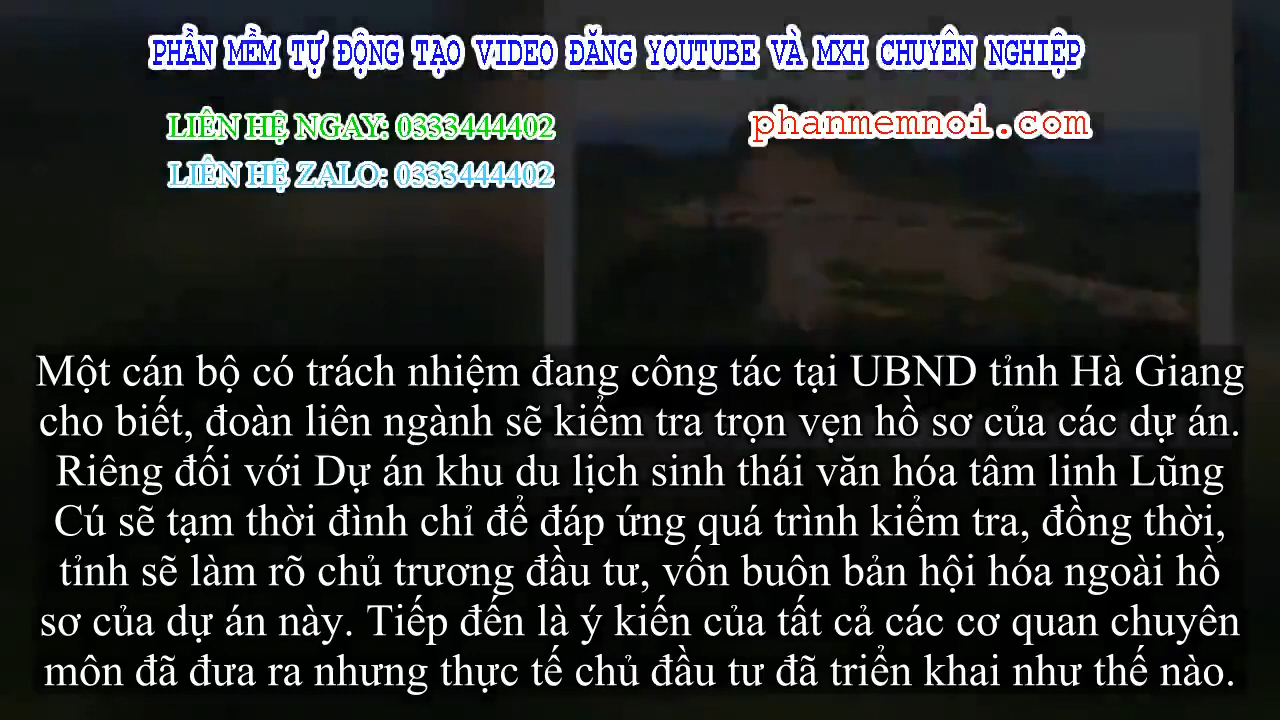 PHẦN MỀM TỰ ĐỘNG TẠO VIDEO ĐĂNG YOUTUBE VÀ MXH CHUYÊN NGHIỆP
LIÊN HỆ NGAY: 0333444402
phanmemnoi.com
LIÊN HỆ ZALO: 0333444402
Một cán bộ có trách nhiệm đang công tác tại UBND tỉnh Hà Giang
cho biết, đoàn liên ngành sẽ kiểm tra trọn vẹn hồ sơ của các dự án.
Riêng đối với Dự án khu du lịch sinh thái văn hóa tâm linh Lũng
Cú sẽ tạm thời đình chỉ để đáp ứng quá trình kiểm tra, đồng thời,
tỉnh sẽ làm rõ chủ trương đầu tư, vốn buôn bản hội hóa ngoài hồ
sơ của dự án này. Tiếp đến là ý kiến của tất cả các cơ quan chuyên
môn đã đưa ra nhưng thực tế chủ đầu tư đã triển khai như thế nào.